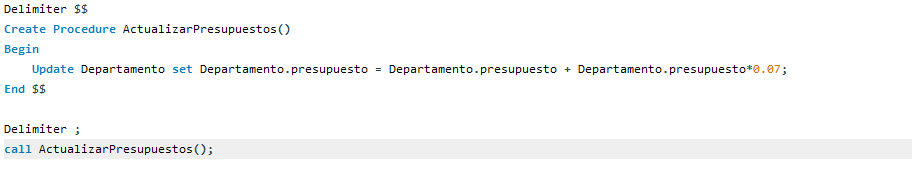 Delimiter $$
Create Procedure ActualizarPresupuestos()
Begin
    Update Departamento set Departamento.presupuesto = Departamento.presupuesto + Departamento.presupuesto*0.07;
End $$

Delimiter ;
call ActualizarPresupuestos();